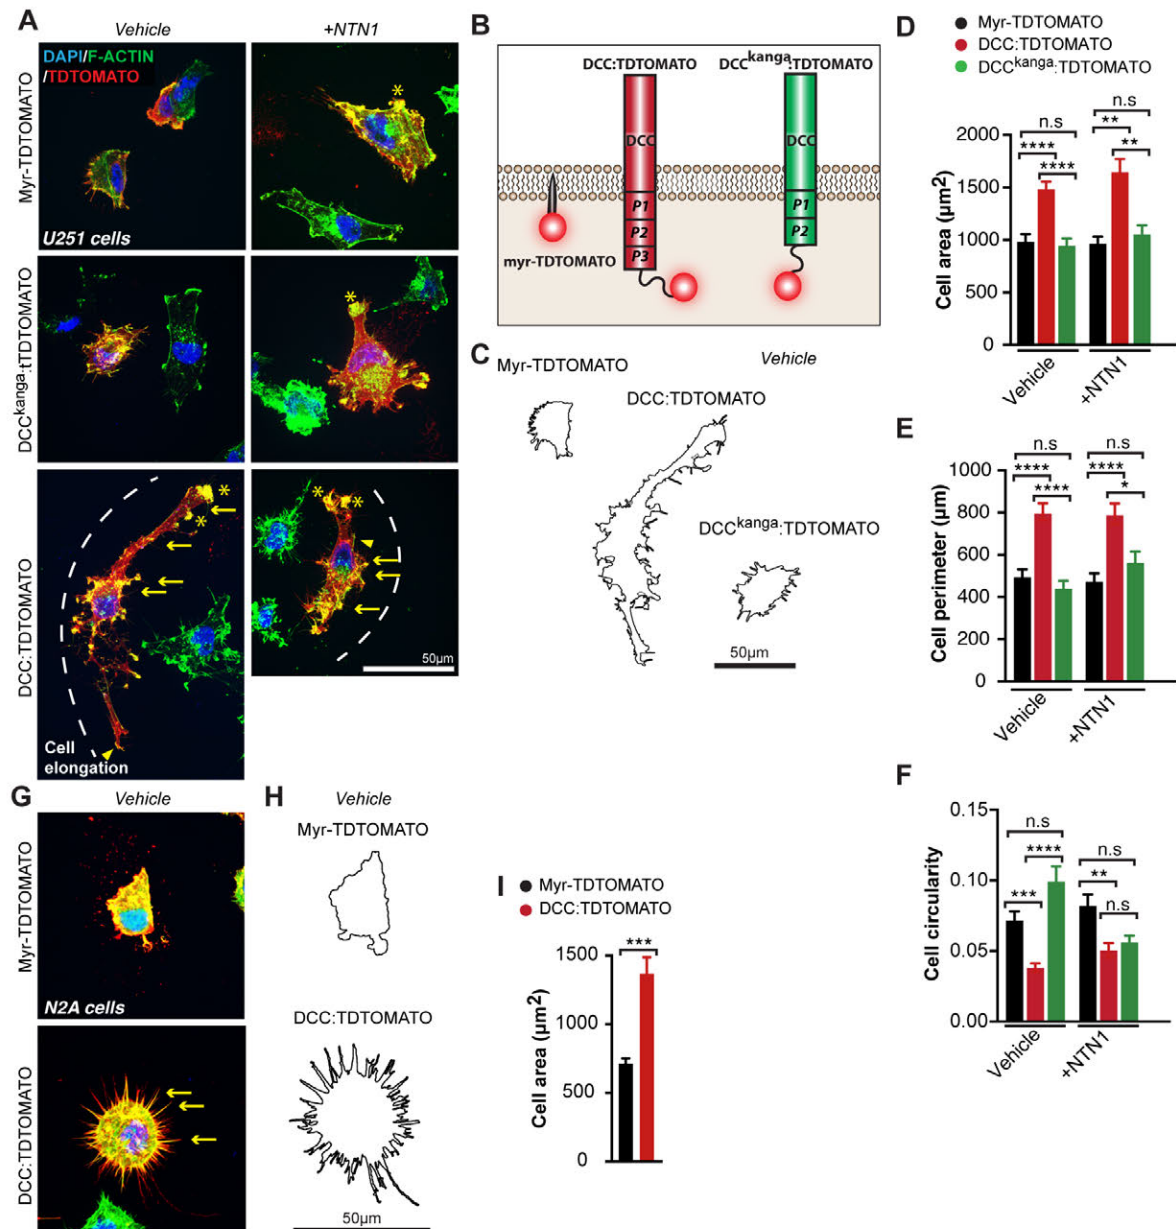 A
Vehicle
+NTN1
Myr-TDTOMATO
DAPI/F-ACTIN
/TDTOMATO
U251 cells
*
DCCkanga:tTDTOMATO
*
DCC:TDTOMATO
*
*
* *
Cell
elongation
50µm
B
DCC:TDTOMATO
DCCkanga:TDTOMATO
DCC
DCC
P1
P2
P3
P1
P2
myr-TDTOMATO
C
Vehicle
Myr-TDTOMATO
DCC:TDTOMATO
DCCkanga:TDTOMATO
50µm
D
Myr-TDTOMATO
DCC:TDTOMATO
DCCkanga:TDTOMATO
Cell area (µm²)
2000
1500
1000
500
0
n.s
****
****
n.s
**
**
Vehicle
+NTN1
E
Cell perimeter (µm)
1000
800
600
400
200
0
n.s
****
****
n.s
****
*
Vehicle
+NTN1
F
Cell circularity
0.15
0.10
0.05
0.00
n.s
****
***
n.s
**
n.s
Vehicle
+NTN1
G
Vehicle
Myr-TDTOMATO
N2A cells
DCC:TDTOMATO
H
Vehicle
Myr-TDTOMATO
DCC:TDTOMATO
50µm
I
Myr-TDTOMATO
DCC:TDTOMATO
Cell area (µm²)
1500
1000
500
0
***